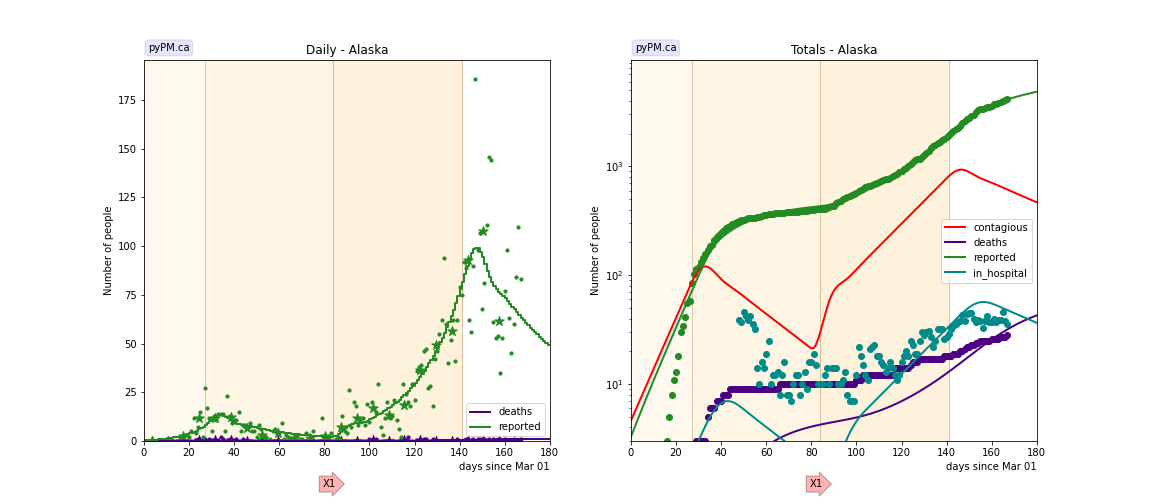 pyPM.ca
Daily - Alaska
Number of people
175
150
125
100
75
50
25
0
0 20 40 60 80 100 120 140 160 180
days since Mar 01
deaths
reported
X1
pyPM.ca
Totals - Alaska
Number of people
10³
10²
10¹
0 20 40 60 80 100 120 140 160 180
days since Mar 01
contagious
deaths
reported
in_hospital
X1